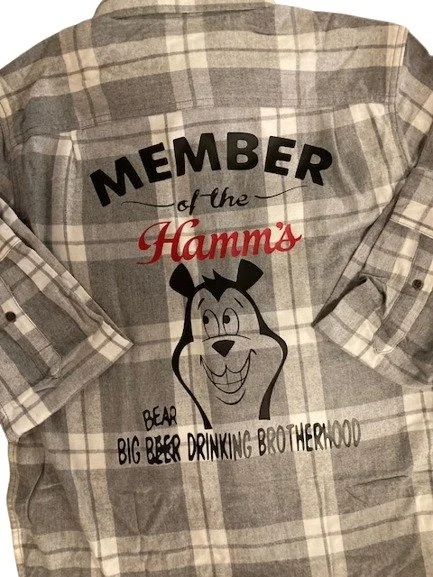 MEMBER
of the
Hamm's
BEAR
BIG BEER DRINKING BROTHERHOOD